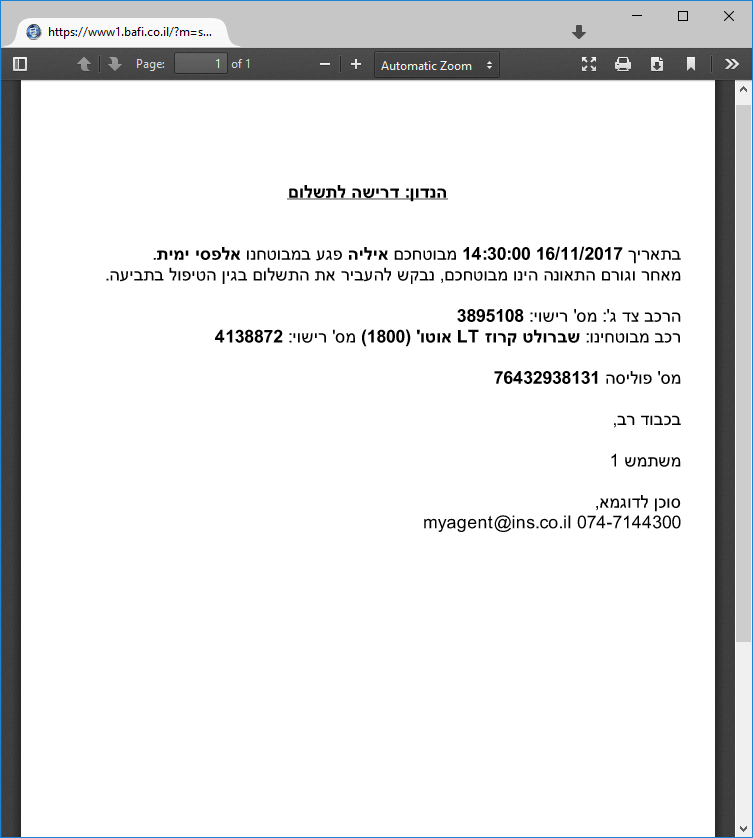 https://www1.bafi.co.il/?m=s...
Page: 1 of 1
Automatic Zoom
הנדון: דרישה לתשלום
בתאריך 16/11/2017 14:30:00 מבוטחכם איליה פגע במבוטחנו אלפסי ימית.
מאחר וגורם התאונה הינו מבוטחכם, נבקש להעביר את התשלום בגין הטיפול בתביעה.
הרכב צד ג': מס' רישוי: 3895108
רכב מבוטחינו: שברולט קרוז LT אוטו' (1800) מס' רישוי: 4138872
מס' פוליסה 76432938131
בכבוד רב,
משתמש 1
סוכן לדוגמא,
myagent@ins.co.il 074-7144300